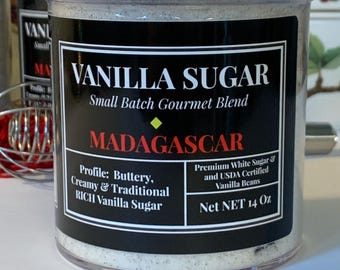 VANILLA SUGAR
Small Batch Gourmet Blend
MADAGASCAR
Profile: Buttery,
Creamy & Traditional
RICH Vanilla Sugar
Premium White Sugar &
and USDA Certified
Vanilla Beans
Net NET 14 Oz